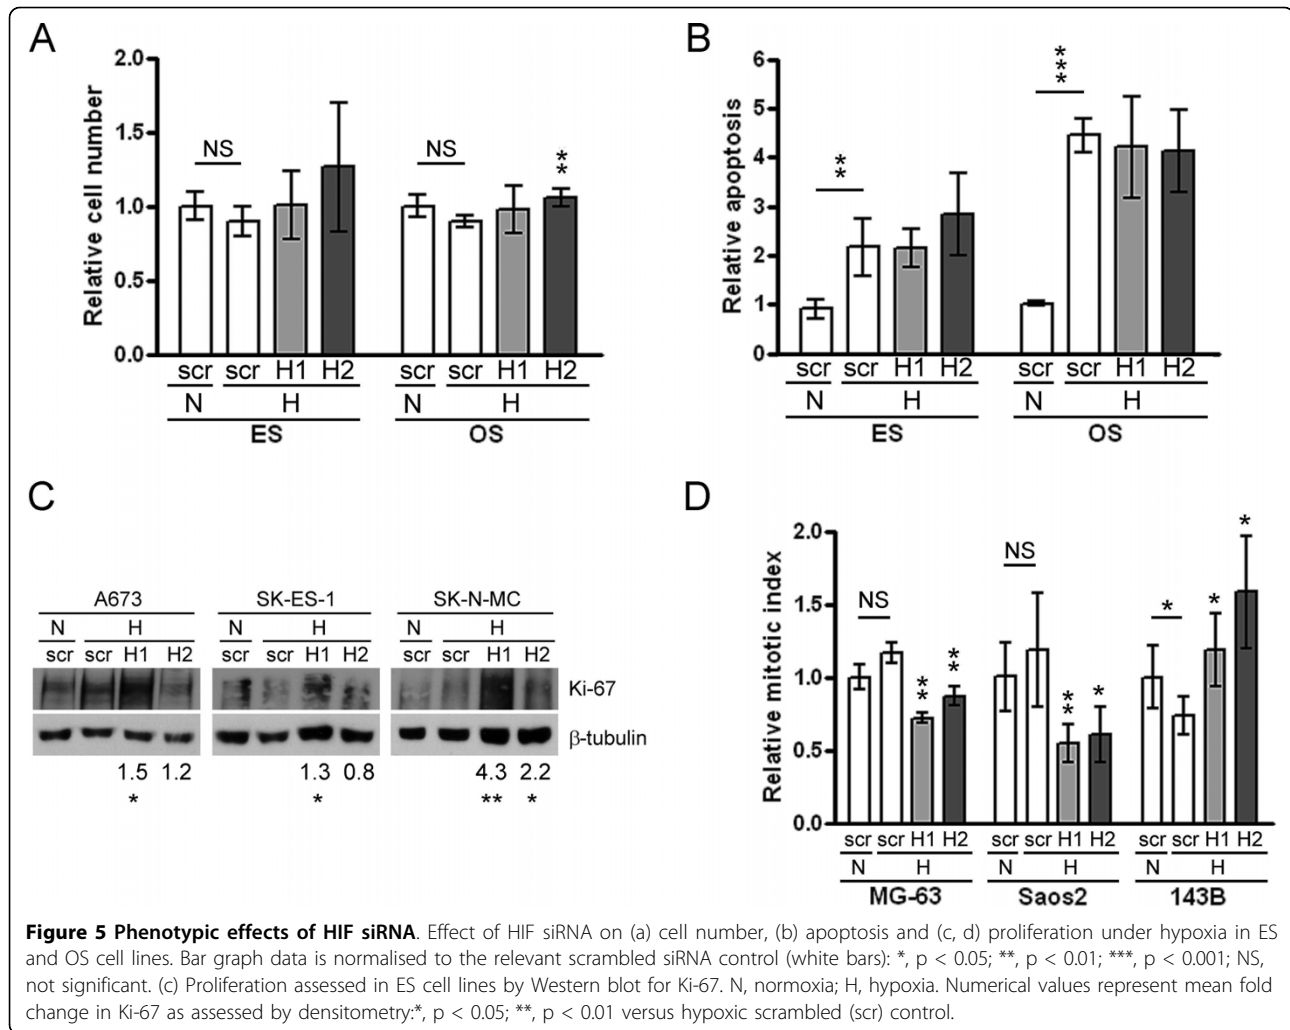 A
2.0
1.5
1.0
0.5
0.0
Relative cell number
NS
NS
**
scr scr H1 H2 scr scr H1 H2
N H N H
ES OS
B
6
5
4
3
2
1
0
Relative apoptosis
**
***
scr scr H1 H2 scr scr H1 H2
N H N H
ES OS
C
A673 SK-ES-1 SK-N-MC
N H N H N H
scr scr H1 H2 scr scr H1 H2 scr scr H1 H2
Ki-67
β-tubulin
1.5 1.2 1.3 0.8 4.3 2.2
* * ** *
D
2.0
1.5
1.0
0.5
0.0
Relative mitotic index
NS ** **
NS ** *
* * *
scr scr H1 H2 scr scr H1 H2 scr scr H1 H2
N H N H N H
MG-63 Saos2 143B
Figure 5 Phenotypic effects of HIF siRNA. Effect of HIF siRNA on (a) cell number, (b) apoptosis and (c, d) proliferation under hypoxia in ES
and OS cell lines. Bar graph data is normalised to the relevant scrambled siRNA control (white bars): *, p < 0.05; **, p < 0.01; ***, p < 0.001; NS,
not significant. (c) Proliferation assessed in ES cell lines by Western blot for Ki-67. N, normoxia; H, hypoxia. Numerical values represent mean fold
change in Ki-67 as assessed by densitometry:*, p < 0.05; **, p < 0.01 versus hypoxic scrambled (scr) control.